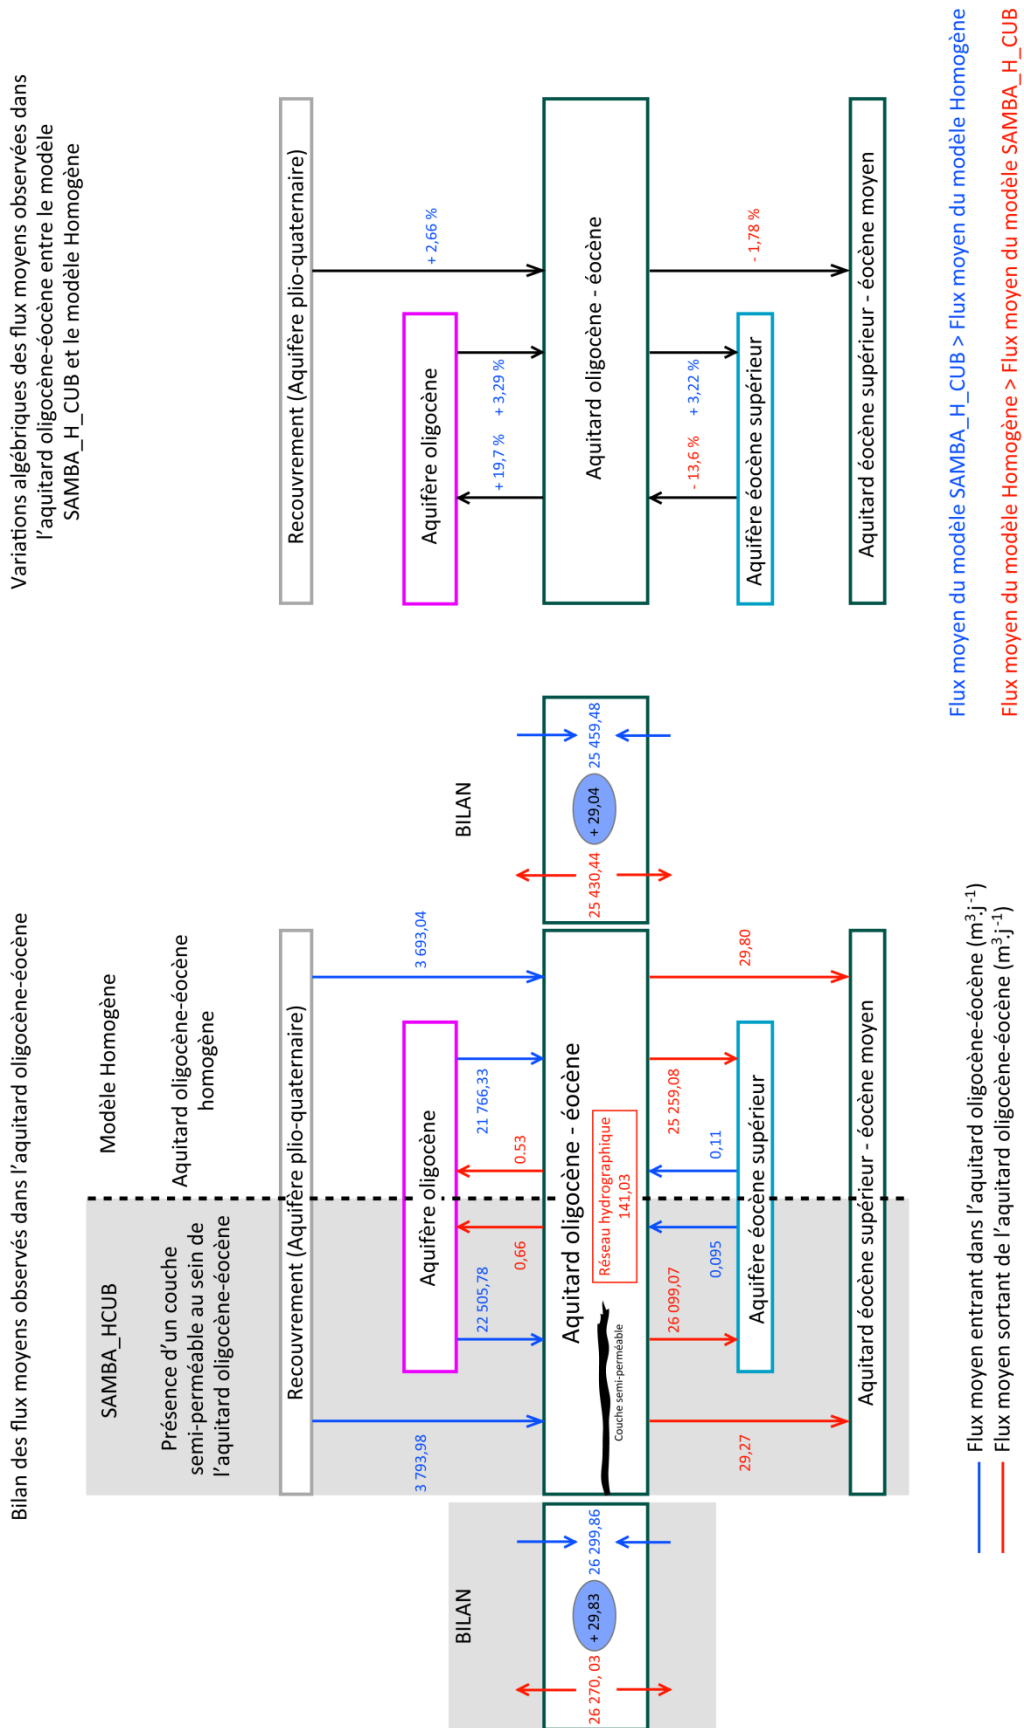 Bilan des flux moyens observés dans l'aquitard oligocène-éocène
SAMBA_HCUB
Présence d'un couche
semi-perméable au sein de
l'aquitard oligocène-éocène
Modèle Homogène
Aquitard oligocène-éocène
homogène
Recouvrement (Aquifère plio-quaternaire)
3 793,98
3 693,04
Aquifère oligocène
22 505,78
0,66
0.53
21 766,33
BILAN
26 270, 03
+ 29,83
26 299,86
Aquitard oligocène - éocène
Couche semi-perméable
Réseau hydrographique
141,03
BILAN
25 430,44
+ 29,04
25 459,48
29,27
26 099,07
0,095
0,11
25 259,08
29,80
Aquifère éocène supérieur
Aquitard éocène supérieur - éocène moyen
Flux moyen entrant dans l'aquitard oligocène-éocène (m³.j⁻¹)
Flux moyen sortant de l'aquitard oligocène-éocène (m³.j⁻¹)
Variations algébriques des flux moyens observées dans
l'aquitard oligocène-éocène entre le modèle
SAMBA_H_CUB et le modèle Homogène
Recouvrement (Aquifère plio-quaternaire)
+ 2,66 %
Aquifère oligocène
+ 19,7 %
+ 3,29 %
Aquitard oligocène - éocène
- 13,6 %
+ 3,22 %
- 1,78 %
Aquifère éocène supérieur
Aquitard éocène supérieur - éocène moyen
Flux moyen du modèle SAMBA_H_CUB > Flux moyen du modèle Homogène
Flux moyen du modèle Homogène > Flux moyen du modèle SAMBA_H_CUB